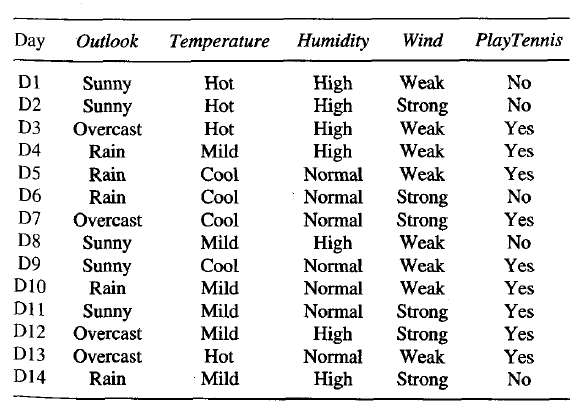 Day Outlook Temperature Humidity Wind PlayTennis
D1 Sunny Hot High Weak No
D2 Sunny Hot High Strong No
D3 Overcast Hot High Weak Yes
D4 Rain Mild High Weak Yes
D5 Rain Cool Normal Weak Yes
D6 Rain Cool Normal Strong No
D7 Overcast Cool Normal Strong Yes
D8 Sunny Mild High Weak No
D9 Sunny Cool Normal Weak Yes
D10 Rain Mild Normal Weak Yes
D11 Sunny Mild Normal Strong Yes
D12 Overcast Mild High Strong Yes
D13 Overcast Hot Normal Weak Yes
D14 Rain Mild High Strong No